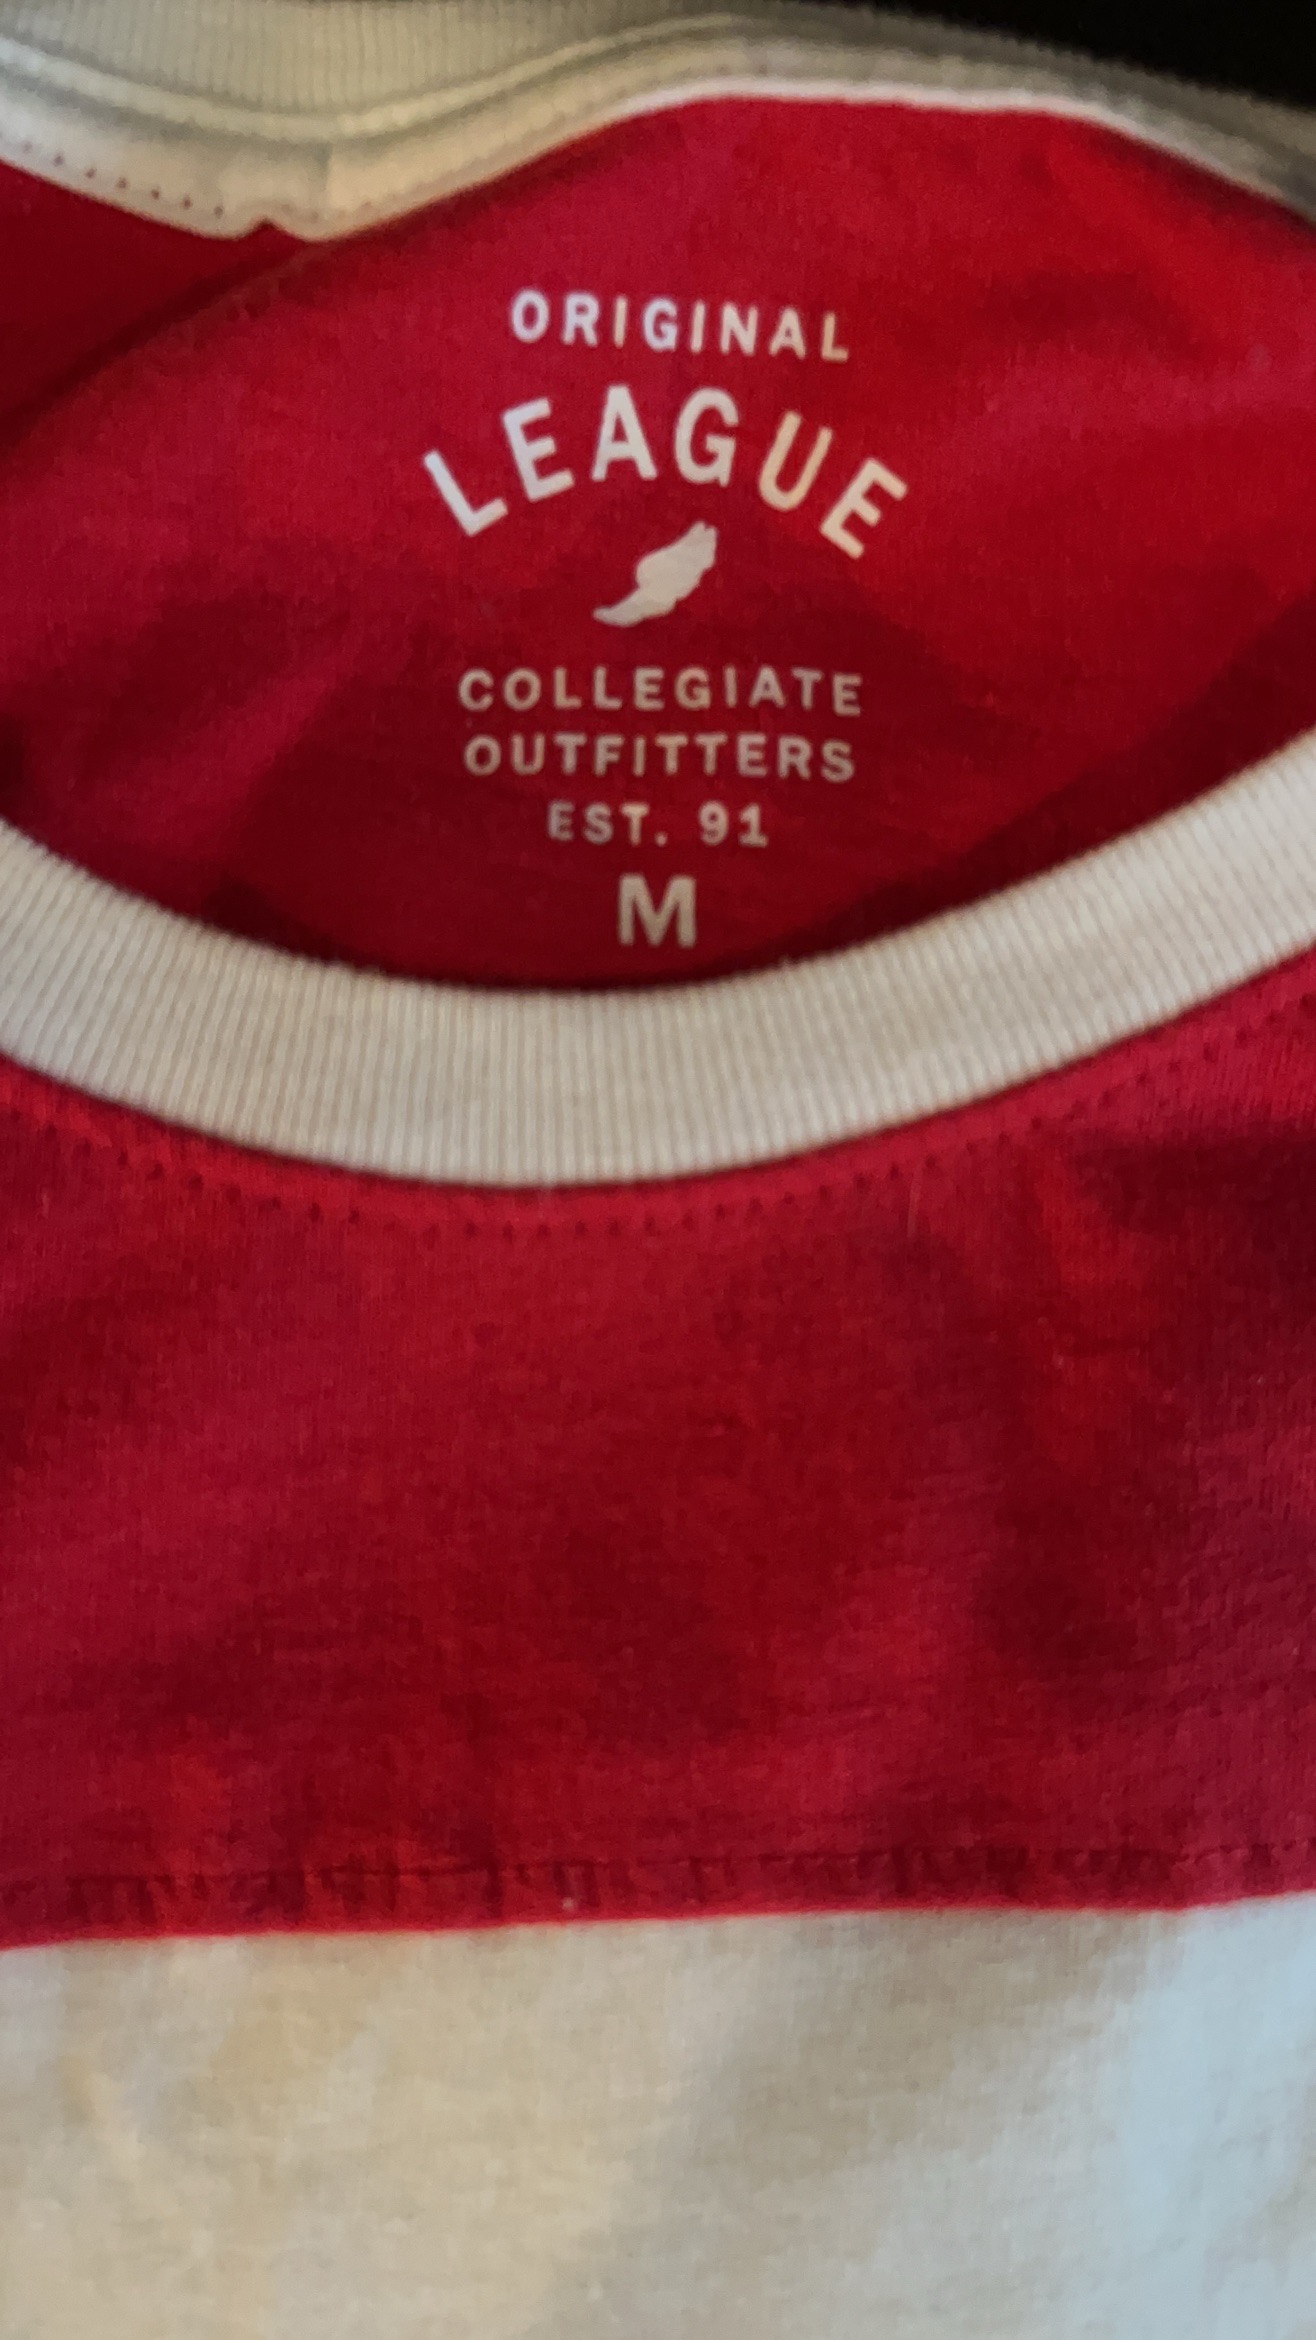 ORIGINAL
LEAGUE
COLLEGIATE
OUTFITTERS
EST. 91
M